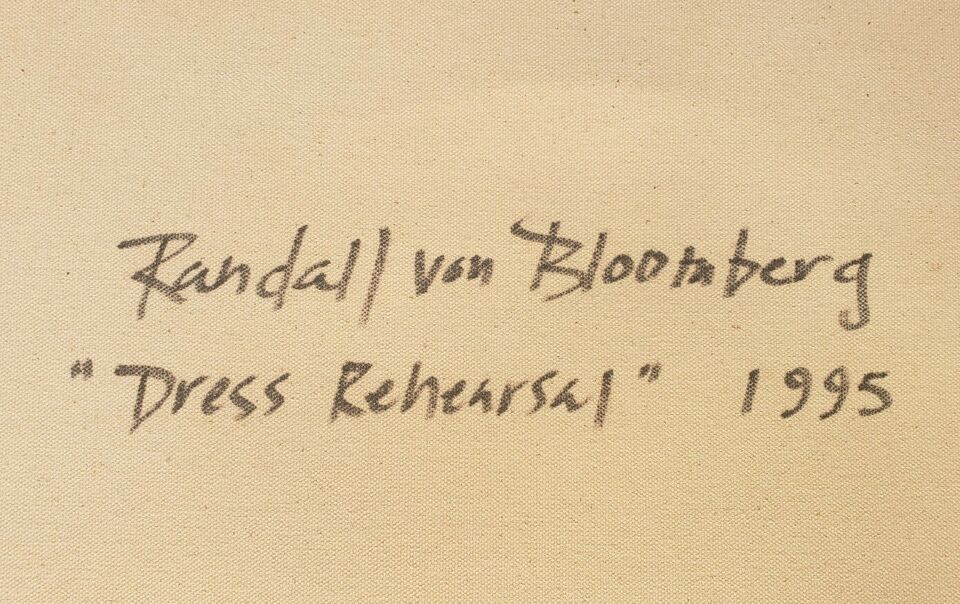 Randall von Bloomberg
"Dress Rehearsal" 1995